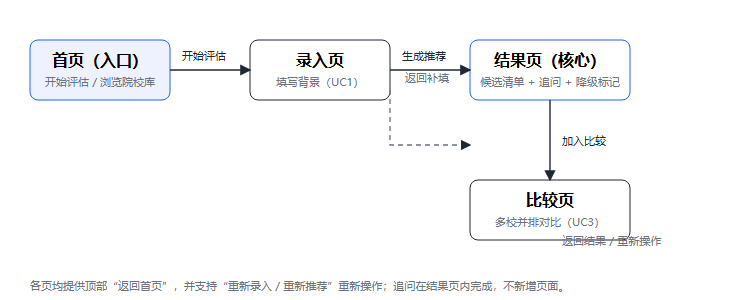 首页（入口）
开始评估 / 浏览院校库
开始评估
录入页
填写背景（UC1）
生成推荐
返回补填
结果页（核心）
候选清单 + 追问 + 降级标记
加入比较
比较页
多校并排对比（UC3）
返回结果 / 重新操作
各页均提供顶部“返回首页”，并支持“重新录入 / 重新推荐”重新操作；追问在结果页内完成，不新增页面。